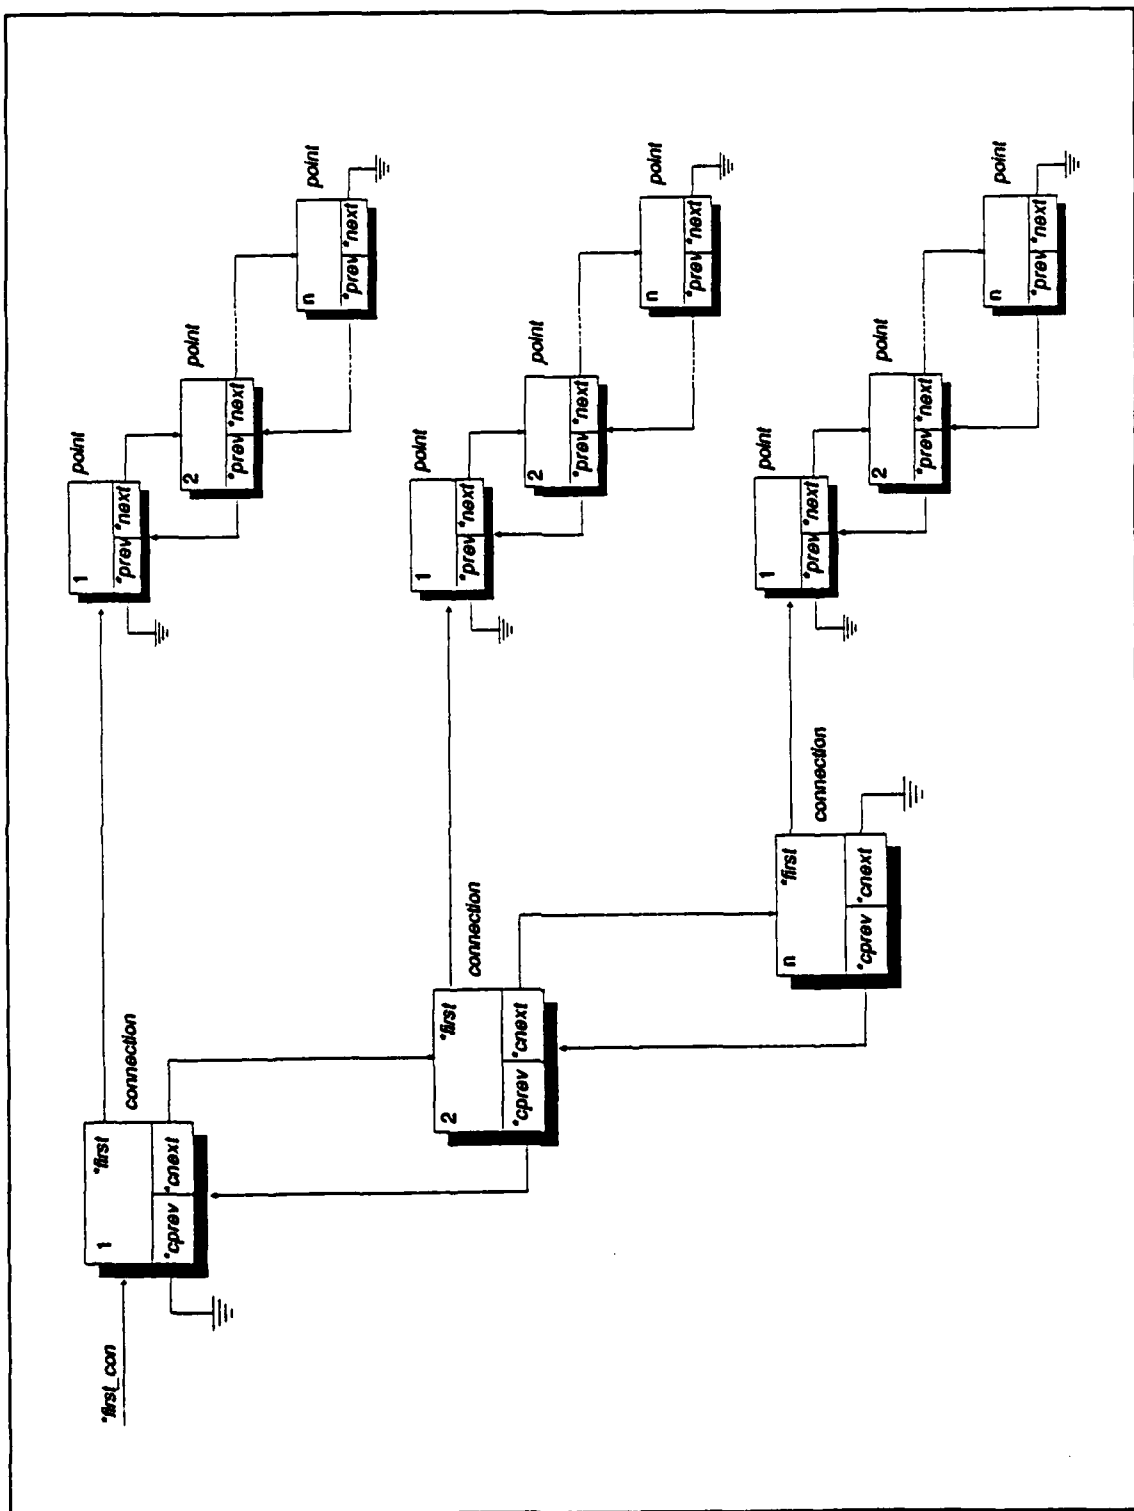 *first_con
1
*first
*cprev *cnext
connection
1
*prev *next
point
2
*prev *next
point
n
*prev *next
point
2
*first
*cprev *cnext
connection
1
*prev *next
point
2
*prev *next
point
n
*prev *next
point
n
*first
*cprev *cnext
connection
1
*prev *next
point
2
*prev *next
point
n
*prev *next
point